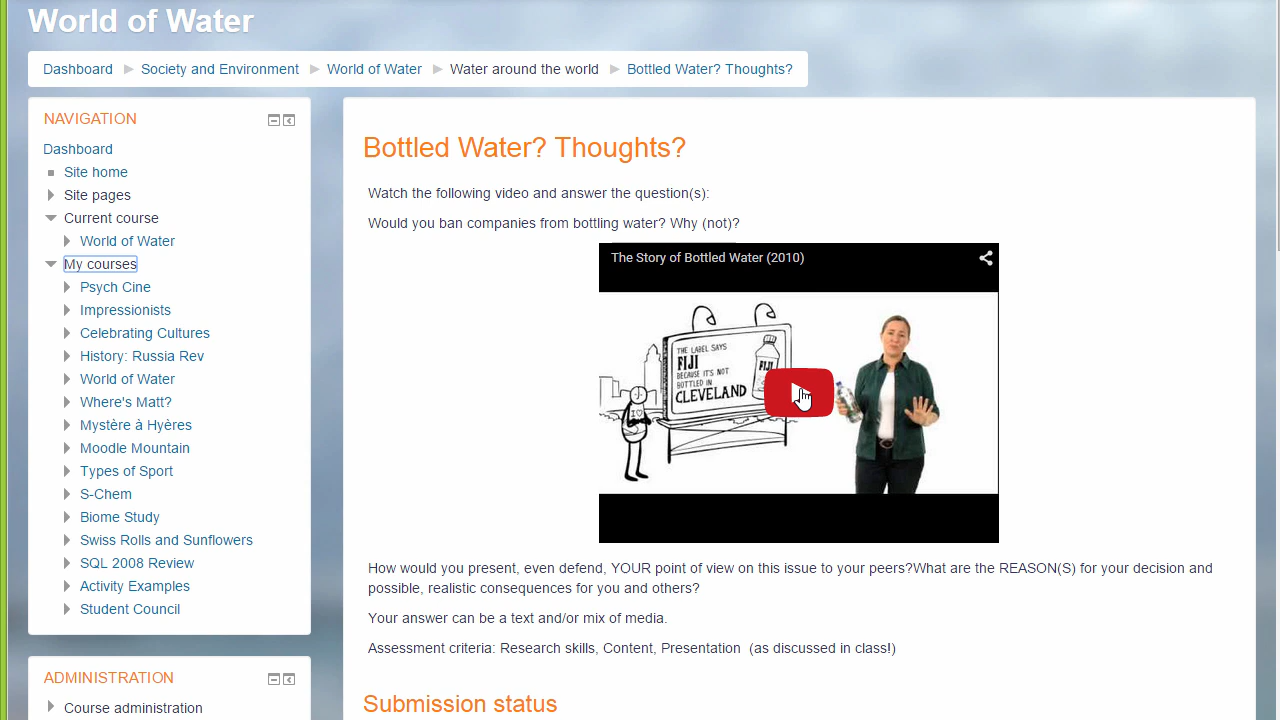 World of Water
Dashboard Society and Environment World of Water Water around the world Bottled Water? Thoughts?
NAVIGATION
Dashboard
Site home
Site pages
Current course
World of Water
My courses
Psych Cine
Impressionists
Celebrating Cultures
History: Russia Rev
World of Water
Where's Matt?
Mystère à Hyères
Moodle Mountain
Types of Sport
S-Chem
Biome Study
Swiss Rolls and Sunflowers
SQL 2008 Review
Activity Examples
Student Council
ADMINISTRATION
Course administration
Bottled Water? Thoughts?
Watch the following video and answer the question(s):
Would you ban companies from bottling water? Why (not)?
The Story of Bottled Water (2010)
THE LABEL SAYS
FIJI
BECAUSE IT'S NOT
BOTTLED IN
CLEVELAND
FIJI
I
How would you present, even defend, YOUR point of view on this issue to your peers?What are the REASON(S) for your decision and
possible, realistic consequences for you and others?
Your answer can be a text and/or mix of media.
Assessment criteria: Research skills, Content, Presentation  (as discussed in class!)
Submission status